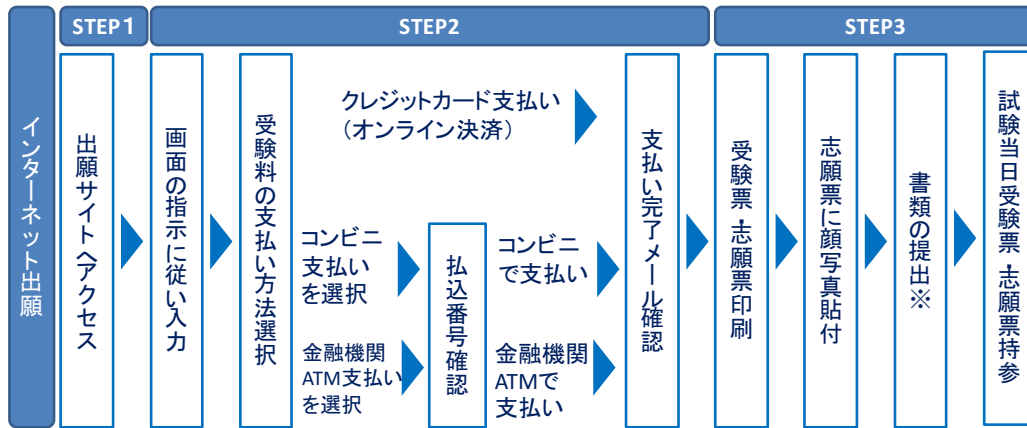 インターネット出願
STEP1
STEP2
STEP3
出願サイトへアクセス
画面の指示に従い入力
受験料の支払い方法選択
クレジットカード支払い
（オンライン決済）
コンビニ
支払い
を選択
金融機関
ATM支払い
を選択
払込番号確認
コンビニ
で支払い
金融機関
ATMで
支払い
支払い完了メール確認
受験票・志願票印刷
志願票に顔写真貼付
書類の提出※
試験当日受験票・志願票持参